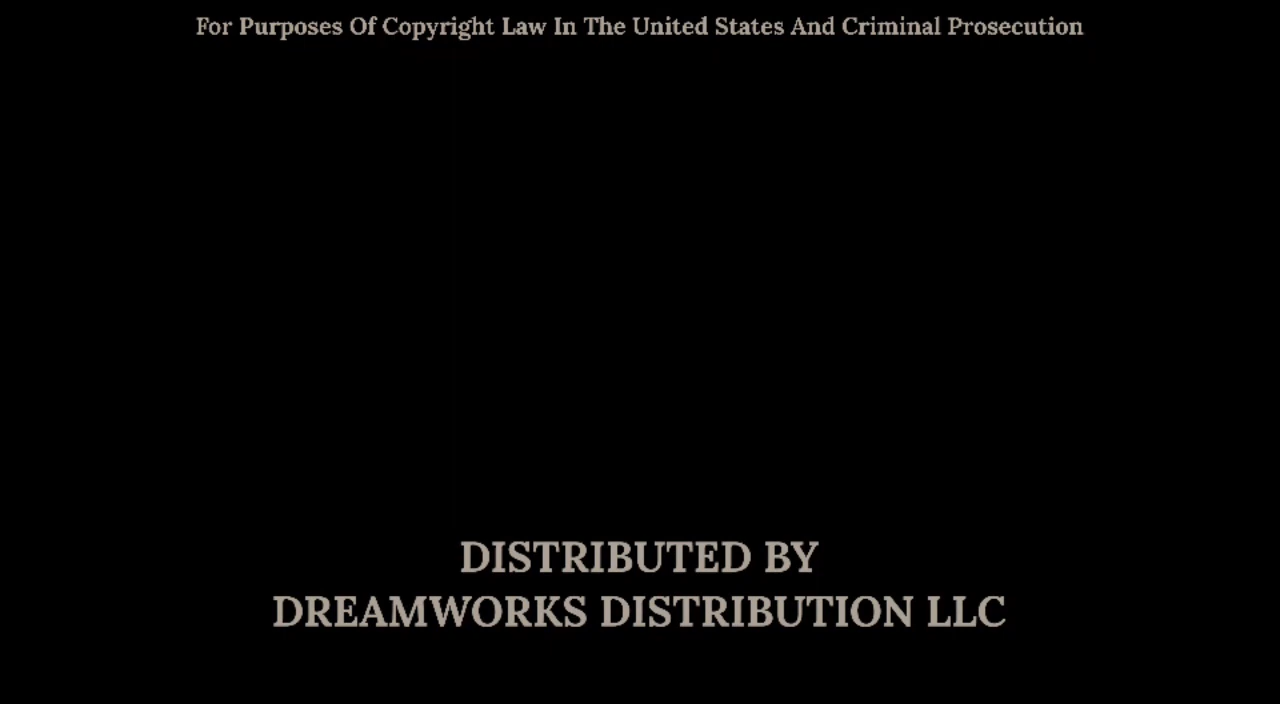 For Purposes Of Copyright Law In The United States And Criminal Prosecution
DISTRIBUTED BY
DREAMWORKS DISTRIBUTION LLC